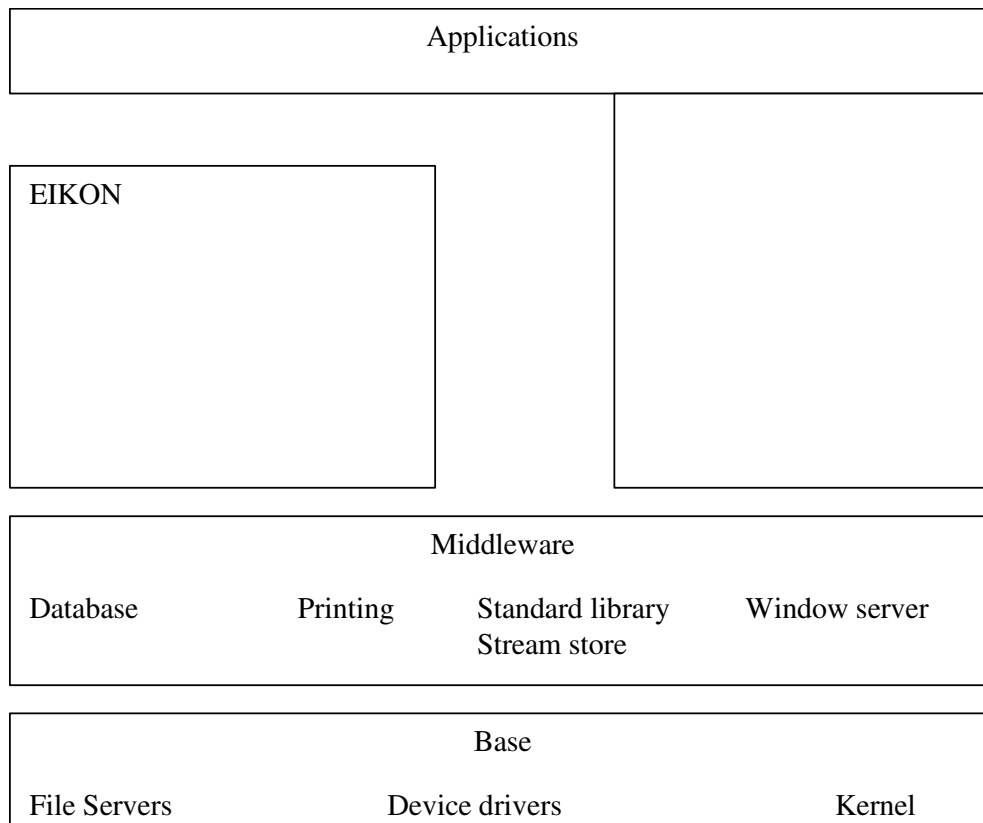 Applications
EIKON
Middleware
Database Printing Standard library Window server
Stream store
Base
File Servers Device drivers Kernel